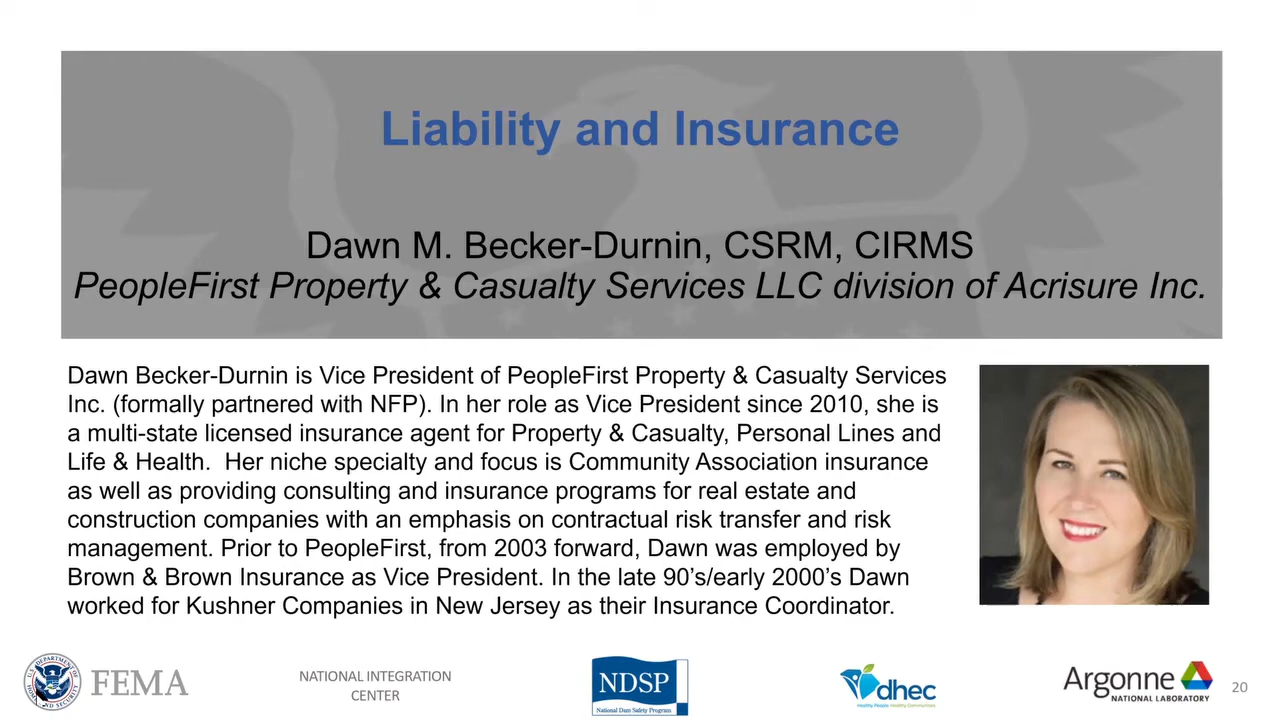 Liability and Insurance
Dawn M. Becker-Durnin, CSRM, CIRMS
PeopleFirst Property & Casualty Services LLC division of Acrisure Inc.
Dawn Becker-Durnin is Vice President of PeopleFirst Property & Casualty Services
Inc. (formally partnered with NFP). In her role as Vice President since 2010, she is
a multi-state licensed insurance agent for Property & Casualty, Personal Lines and
Life & Health.  Her niche specialty and focus is Community Association insurance
as well as providing consulting and insurance programs for real estate and
construction companies with an emphasis on contractual risk transfer and risk
management. Prior to PeopleFirst, from 2003 forward, Dawn was employed by
Brown & Brown Insurance as Vice President. In the late 90’s/early 2000’s Dawn
worked for Kushner Companies in New Jersey as their Insurance Coordinator.
FEMA
NATIONAL INTEGRATION
CENTER
NDSP
National Dam Safety Program
dhec
Healthy People. Healthy Communities.
Argonne
NATIONAL LABORATORY
20